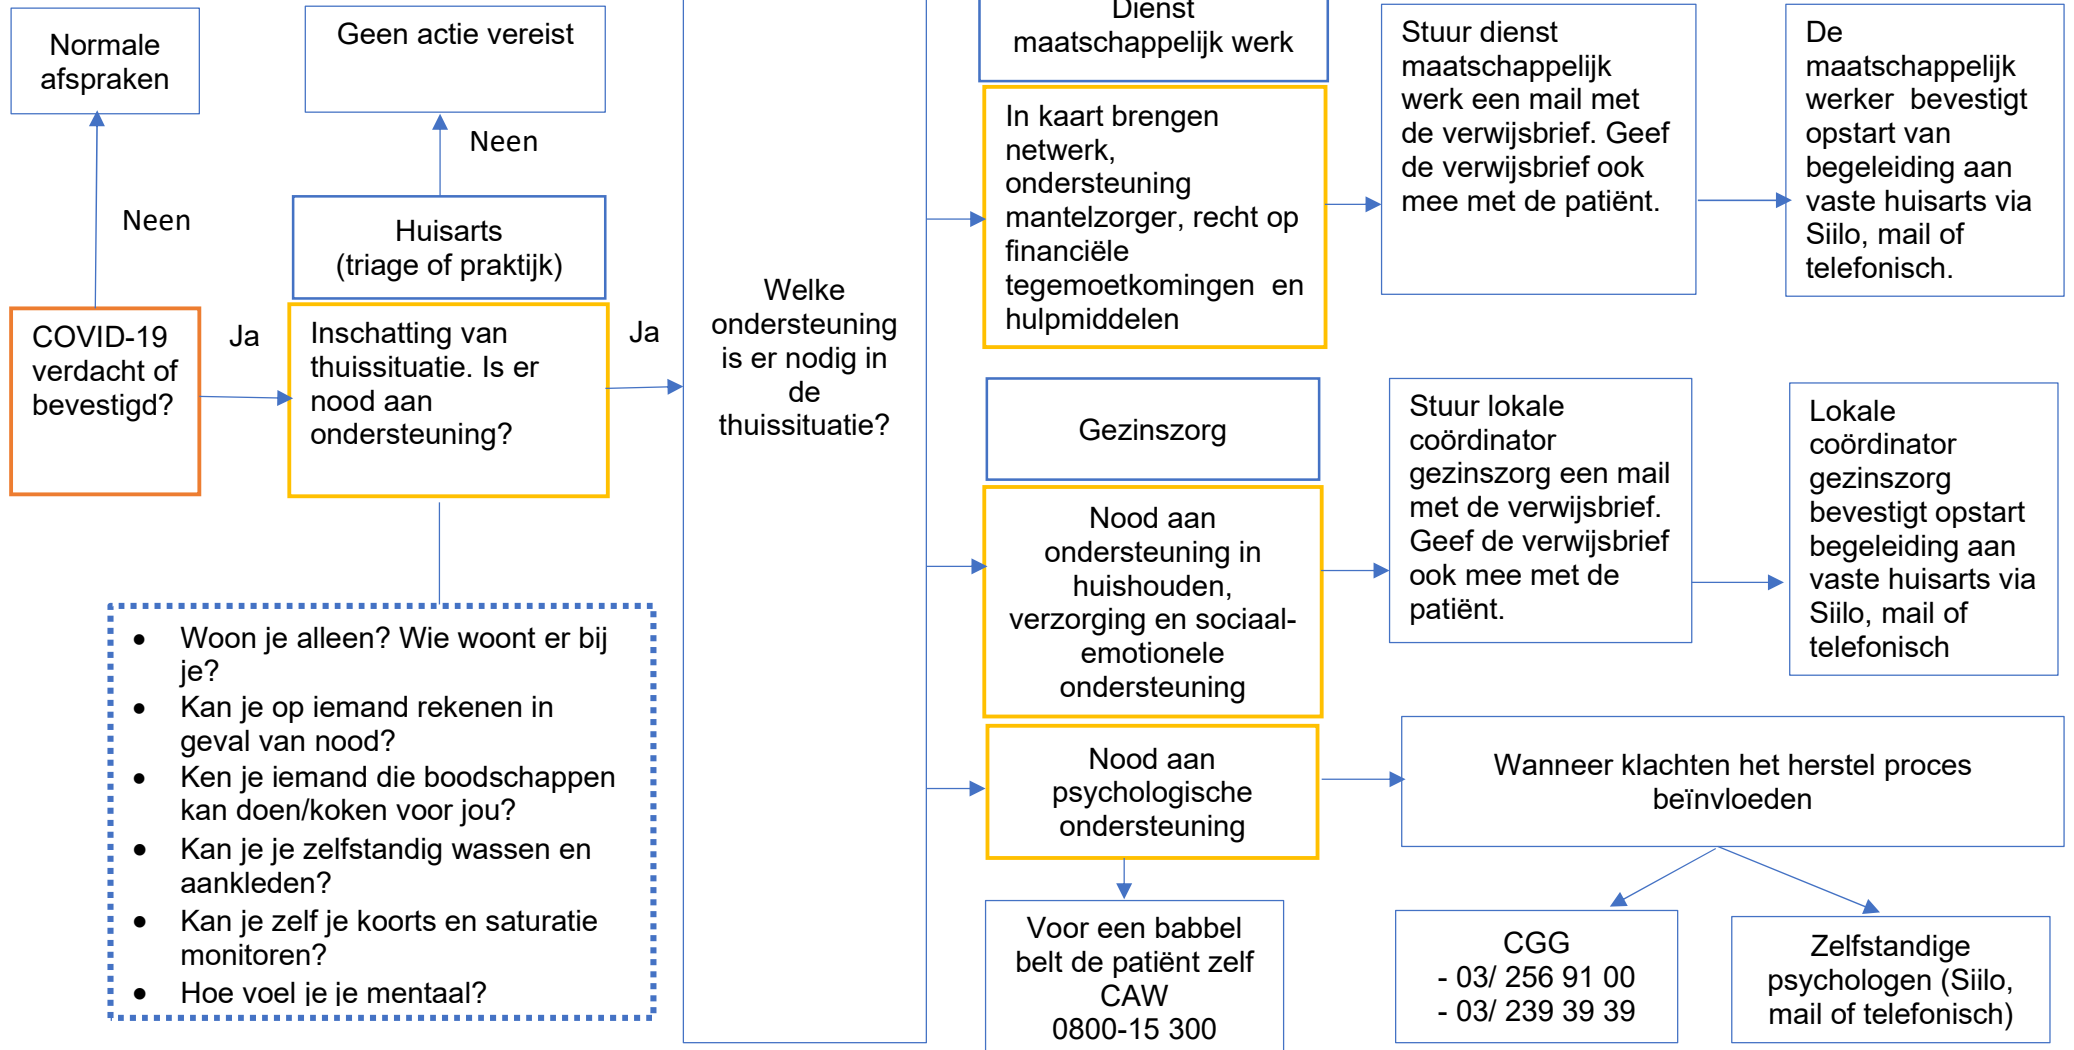 Normale
afspraken
Neen
COVID-19
verdacht of
bevestigd?
Ja
Geen actie vereist
Neen
Huisarts
(triage of praktijk)
Inschatting van
thuissituatie. Is er
nood aan
ondersteuning?
Ja
• Woon je alleen? Wie woont er bij
je?
• Kan je op iemand rekenen in
geval van nood?
• Ken je iemand die boodschappen
kan doen/koken voor jou?
• Kan je je zelfstandig wassen en
aankleden?
• Kan je zelf je koorts en saturatie
monitoren?
• Hoe voel je je mentaal?
Welke
ondersteuning
is er nodig in
de
thuissituatie?
Dienst
maatschappelijk werk
In kaart brengen
netwerk,
ondersteuning
mantelzorger, recht op
financiële
tegemoetkomingen en
hulpmiddelen
Stuur dienst
maatschappelijk
werk een mail met
de verwijsbrief. Geef
de verwijsbrief ook
mee met de patiënt.
De
maatschappelijk
werker bevestigt
opstart van
begeleiding aan
vaste huisarts via
Siilo, mail of
telefonisch.
Gezinszorg
Nood aan
ondersteuning in
huishouden,
verzorging en sociaal-
emotionele
ondersteuning
Stuur lokale
coördinator
gezinszorg een mail
met de verwijsbrief.
Geef de verwijsbrief
ook mee met de
patiënt.
Lokale
coördinator
gezinszorg
bevestigt opstart
begeleiding aan
vaste huisarts via
Siilo, mail of
telefonisch
Nood aan
psychologische
ondersteuning
Wanneer klachten het herstel proces
beïnvloeden
Voor een babbel
belt de patiënt zelf
CAW
0800-15 300
CGG
- 03/ 256 91 00
- 03/ 239 39 39
Zelfstandige
psychologen (Siilo,
mail of telefonisch)